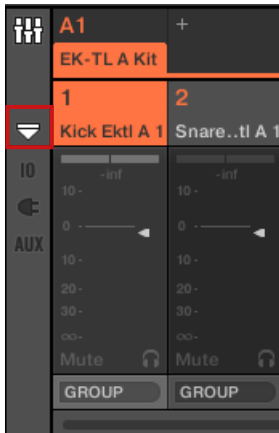 A1 +
EK-TL A Kit
1 2
Kick Ektl A 1 Snare..tl A 1
IO
AUX
-inf -inf
10- 10-
0- 0-
10- 10-
20- 20-
30- 30-
∞- ∞-
Mute Mute
GROUP GROUP